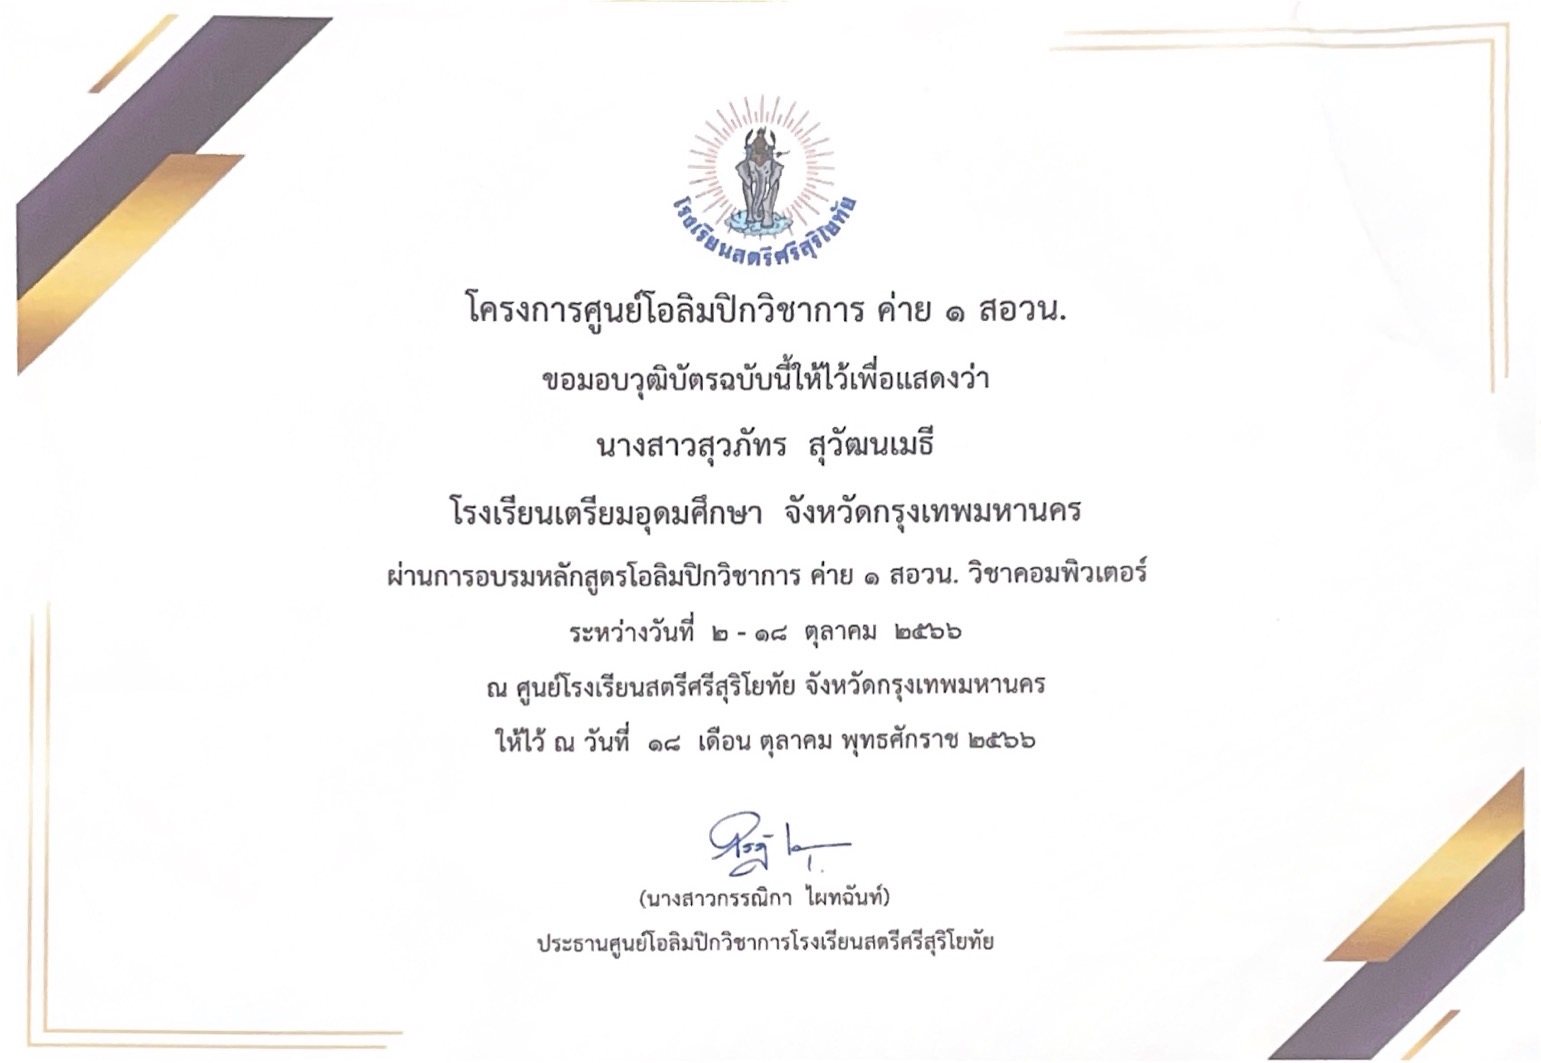 โรงเรียนสตรีศรีสุริโยทัย
โครงการศูนย์โอลิมปิกวิชาการ ค่าย ๑ สอวน.
ขอมอบวุฒิบัตรฉบับนี้ให้ไว้เพื่อแสดงว่า
นางสาวสุวภัทร สุวัฒนเมธี
โรงเรียนเตรียมอุดมศึกษา จังหวัดกรุงเทพมหานคร
ผ่านการอบรมหลักสูตรโอลิมปิกวิชาการ ค่าย ๑ สอวน. วิชาคอมพิวเตอร์
ระหว่างวันที่ ๒ - ๑๘ ตุลาคม ๒๕๖๖
ณ ศูนย์โรงเรียนสตรีศรีสุริโยทัย จังหวัดกรุงเทพมหานคร
ให้ไว้ ณ วันที่ ๑๘ เดือน ตุลาคม พุทธศักราช ๒๕๖๖
(นางสาวกรรณิกา ไผทฉันท์)
ประธานศูนย์โอลิมปิกวิชาการโรงเรียนสตรีศรีสุริโยทัย